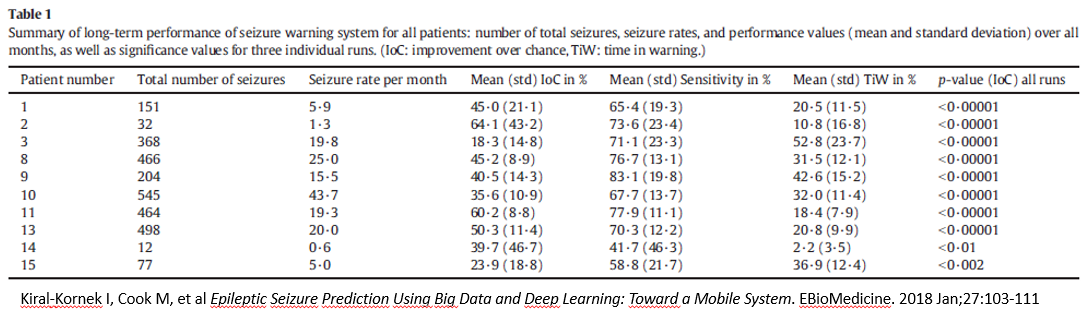 Table 1
Summary of long-term performance of seizure warning system for all patients: number of total seizures, seizure rates, and performance values (mean and standard deviation) over all
months, as well as significance values for three individual runs. (IoC: improvement over chance, TiW: time in warning.)
Patient number Total number of seizures Seizure rate per month Mean (std) IoC in % Mean (std) Sensitivity in % Mean (std) TiW in % p-value (IoC) all runs
1 151 5·9 45·0 (21·1) 65·4 (19·3) 20·5 (11·5) <0·00001
2 32 1·3 64·1 (43·2) 73·6 (23·4) 10·8 (16·8) <0·00001
3 368 19·8 18·3 (14·8) 71·1 (23·3) 52·8 (23·7) <0·00001
8 466 25·0 45·2 (8·9) 76·7 (13·1) 31·5 (12·1) <0·00001
9 204 15·5 40·5 (14·3) 83·1 (19·8) 42·6 (15·2) <0·00001
10 545 43·7 35·6 (10·9) 67·7 (13·7) 32·0 (11·4) <0·00001
11 464 19·3 60·2 (8·8) 77·9 (11·1) 18·4 (7·9) <0·00001
13 498 20·0 50·3 (11·4) 70·3 (12·2) 20·8 (9·9) <0·00001
14 12 0·6 39·7 (46·7) 41·7 (46·3) 2·2 (3·5) <0·01
15 77 5·0 23·9 (18·8) 58·8 (21·7) 36·9 (12·4) <0·002
Kiral-Kornek I, Cook M, et al Epileptic Seizure Prediction Using Big Data and Deep Learning: Toward a Mobile System. EBioMedicine. 2018 Jan;27:103-111